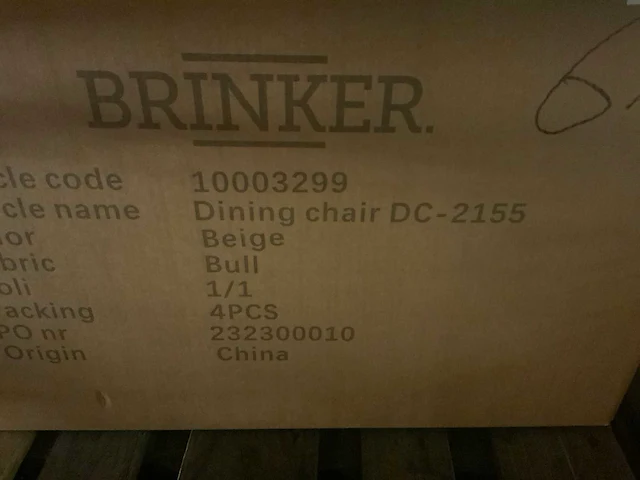 BRINKER.
cle code 10003299
cle name Dining chair DC-2155
or Beige
bric Bull
oli 1/1
acking 4PCS
PO nr 232300010
Origin China